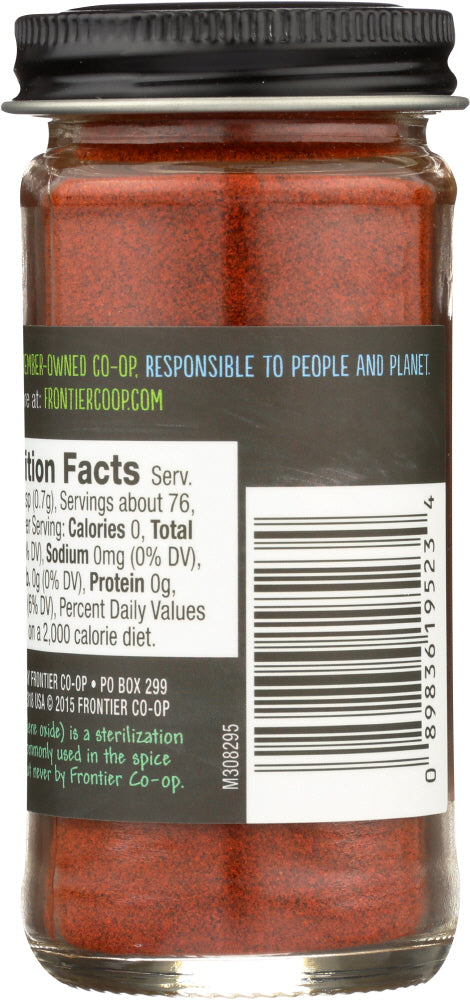 EMBER-OWNED CO-OP, RESPONSIBLE TO PEOPLE AND PLANET.
e at: FRONTIERCOOP.COM
ition Facts Serv.
sp (0.7g), Servings about 76,
er Serving: Calories 0, Total
% DV), Sodium 0mg (0% DV),
b. 0g (0% DV), Protein 0g,
(6% DV), Percent Daily Values
on a 2,000 calorie diet.
FRONTIER CO-OP • PO BOX 299
USA © 2015 FRONTIER CO-OP
ene oxide) is a sterilization
mmonly used in the spice
t never by Frontier Co-op.
M308295
0 89836 19523 4